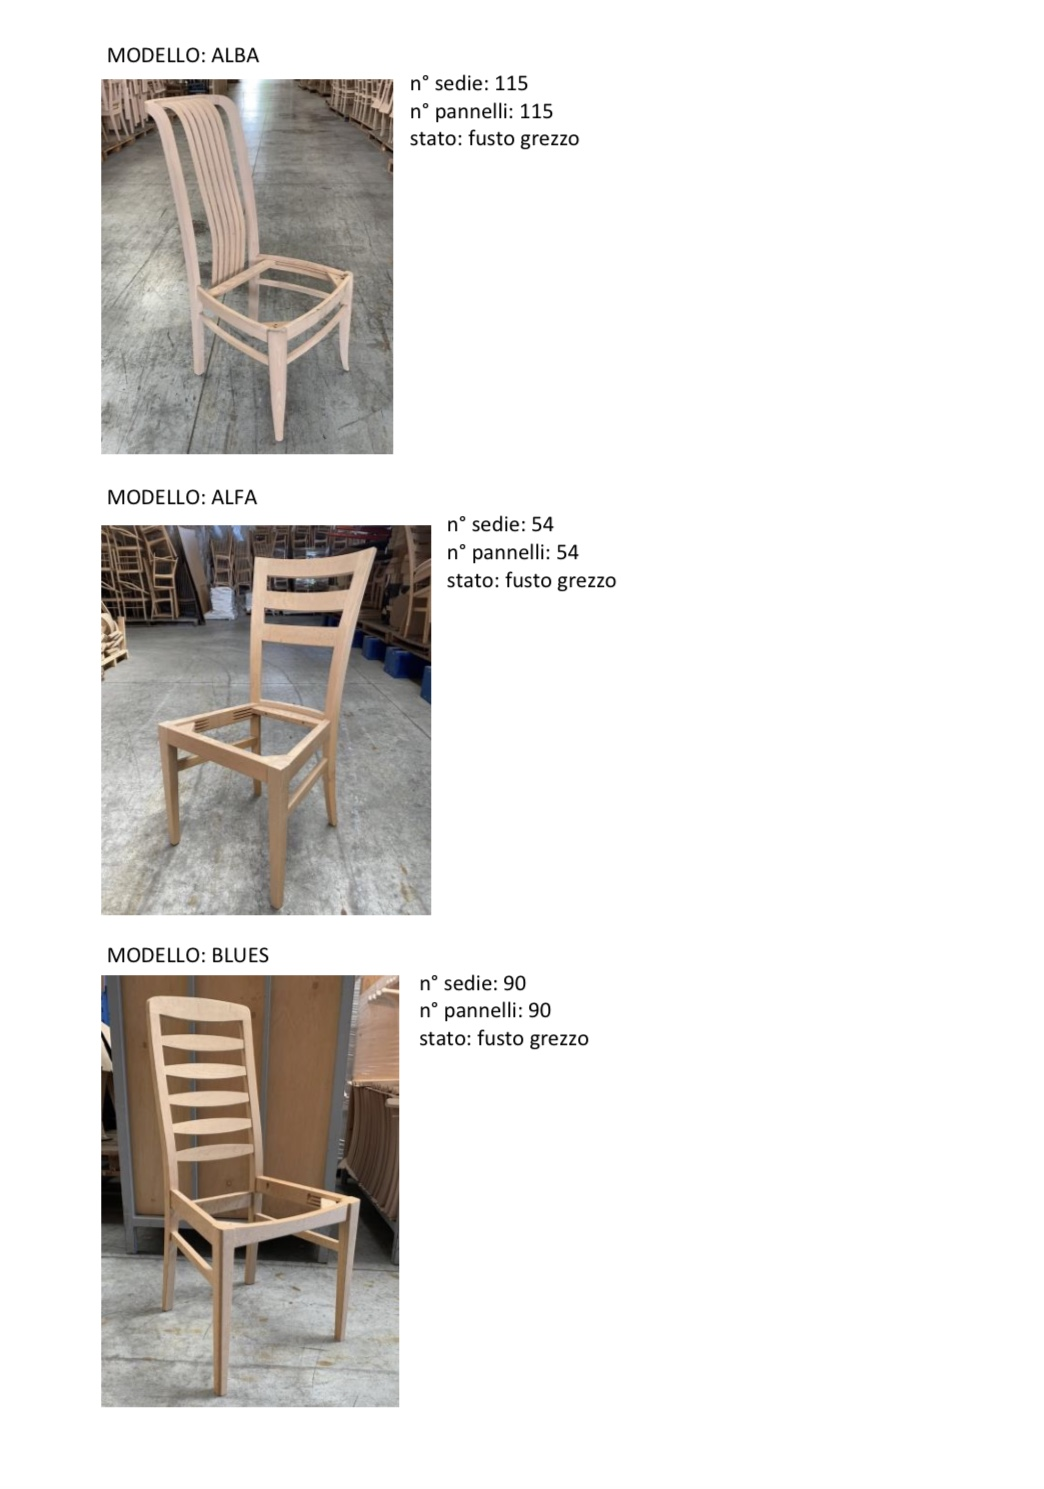 MODELLO: ALBA
n° sedie: 115
n° pannelli: 115
stato: fusto grezzo
MODELLO: ALFA
n° sedie: 54
n° pannelli: 54
stato: fusto grezzo
MODELLO: BLUES
n° sedie: 90
n° pannelli: 90
stato: fusto grezzo